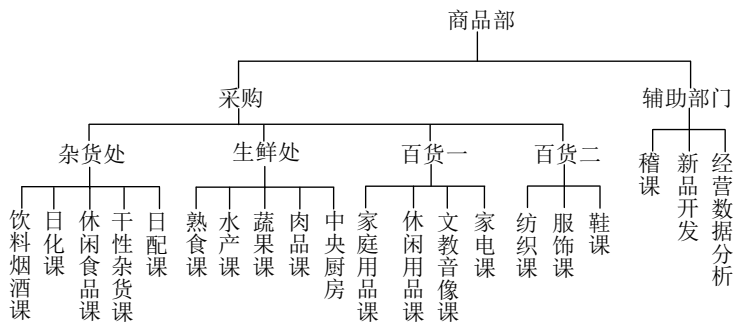 商品部
采购
辅助部门
杂货处
生鲜处
百货一
百货二
稽课
新品开发
经营数据分析
饮料烟酒课
日化课
休闲食品课
干性杂货课
日配课
熟食课
水产课
蔬果课
肉品课
中央厨房
家庭用品课
休闲用品课
文教音像课
家电课
纺织课
服饰课
鞋课